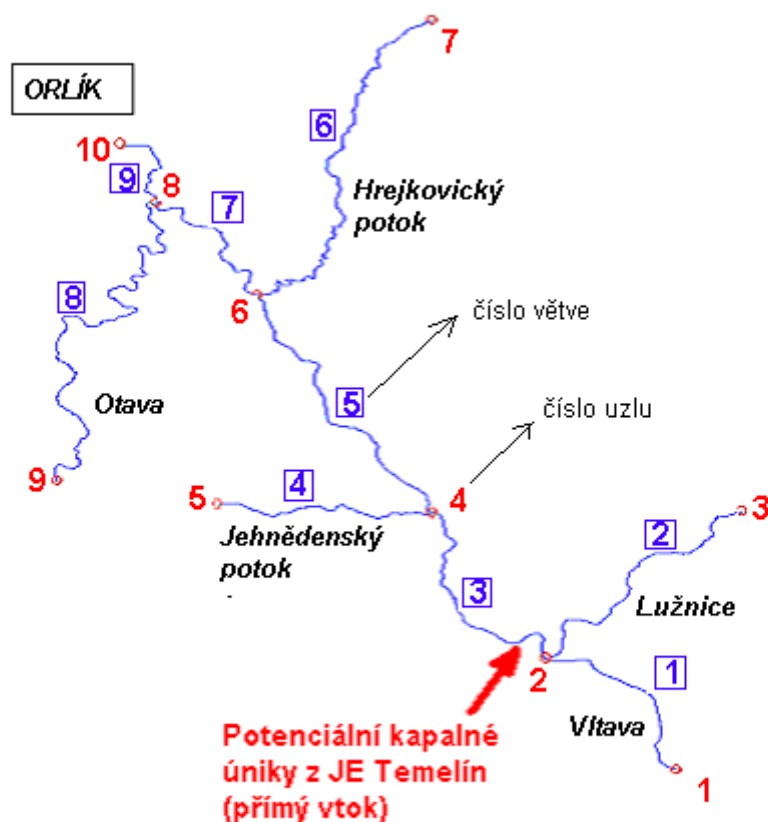 7
ORLÍK
6
10
9
8
7
Hrejkovický
potok
8
6
číslo větve
Otava
5
číslo uzlu
9
5
4
4
3
Jehnědenský
potok
2
3
Lužnice
2
1
Vltava
Potenciální kapalné
úniky z JE Temelín
(přímý vtok)
1